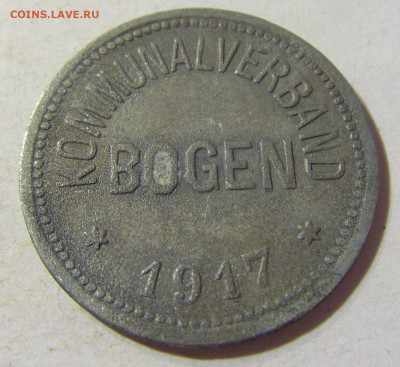 COINS.LAVE.RU
KOMMUNALVERBAND
BOGEN
* 1917 *